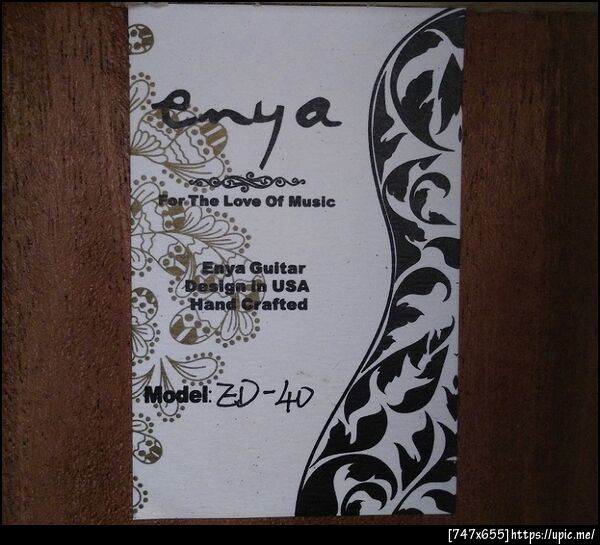 enya
For The Love Of Music
Enya Guitar
Design in USA
Hand Crafted
Model: ZD-40
[747x655]https://upic.me/